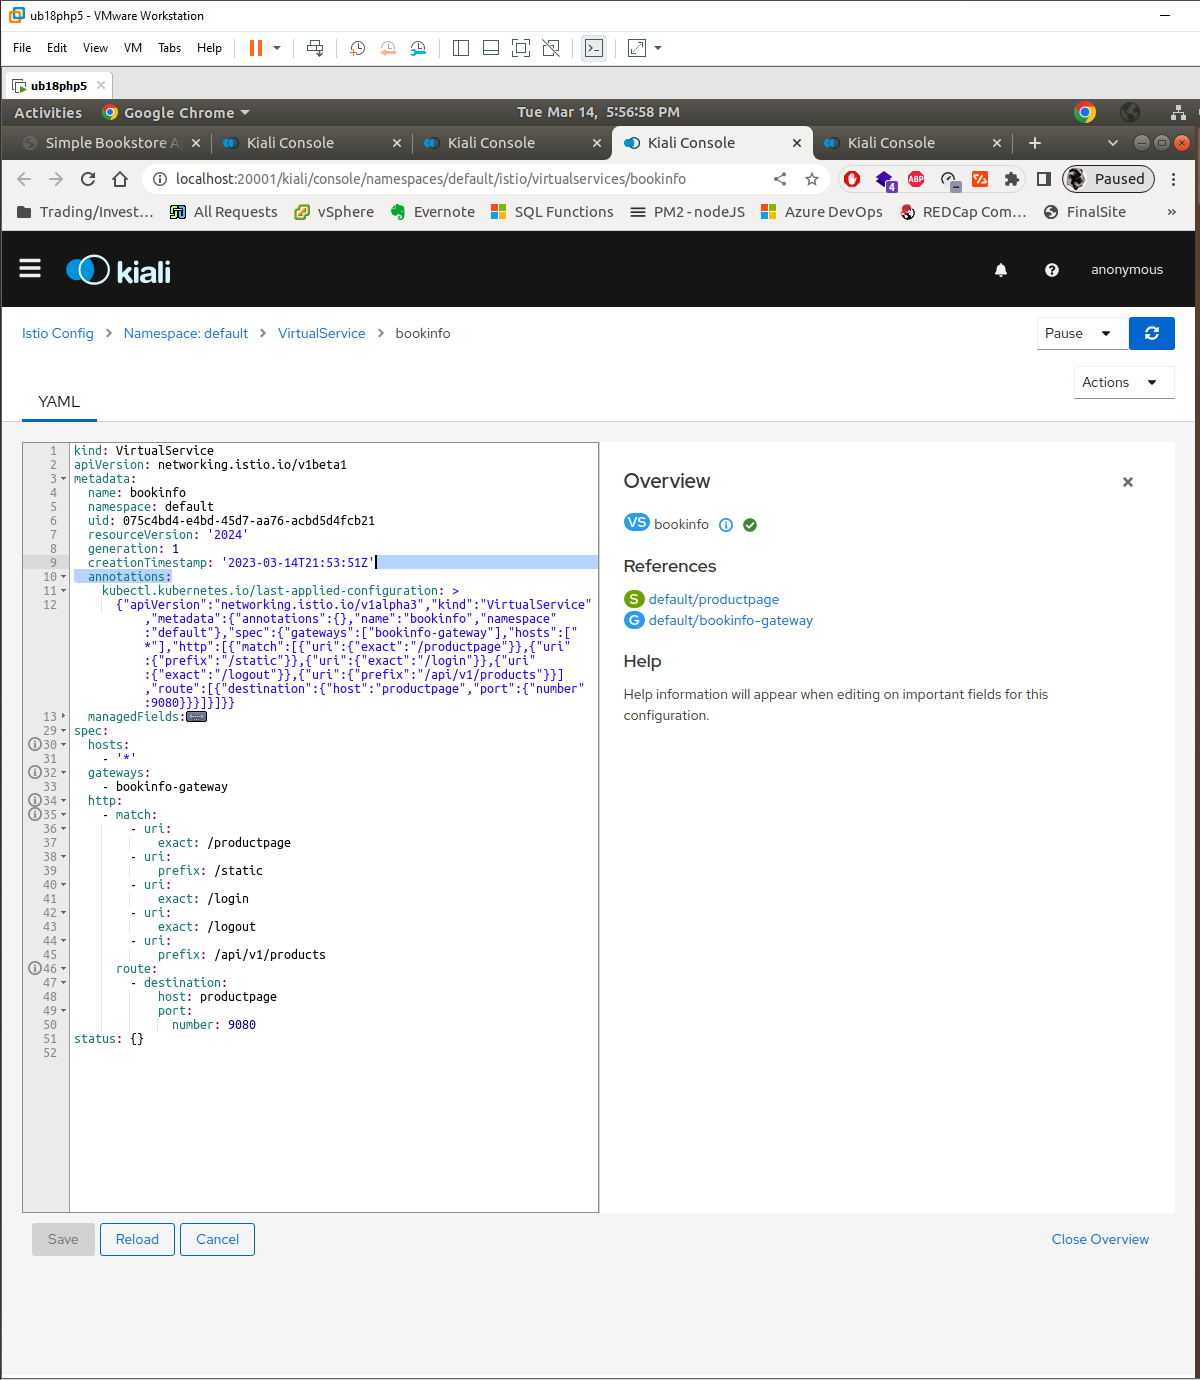 ub18php5 - VMware Workstation
File Edit View VM Tabs Help
ub18php5
Activities Google Chrome Tue Mar 14, 5:56:58 PM
Simple Bookstore A Kiali Console Kiali Console Kiali Console Kiali Console
localhost:20001/kiali/console/namespaces/default/istio/virtualservices/bookinfo 4 ABP Paused
Trading/Invest... All Requests vSphere Evernote SQL Functions PM2 - nodeJS Azure DevOps REDCap Com... FinalSite »
kiali anonymous
Istio Config > Namespace: default > VirtualService > bookinfo Pause
Actions
YAML
1 kind: VirtualService
2 apiVersion: networking.istio.io/v1beta1
3 metadata:
4 name: bookinfo
5 namespace: default
6 uid: 075c4bd4-e4bd-45d7-aa76-acbd5d4fcb21
7 resourceVersion: '2024'
8 generation: 1
9 creationTimestamp: '2023-03-14T21:53:51Z'
10 annotations:
11 kubectl.kubernetes.io/last-applied-configuration: >
12 {"apiVersion":"networking.istio.io/v1alpha3","kind":"VirtualService"
,"metadata":{"annotations":{},"name":"bookinfo","namespace"
:"default"},"spec":{"gateways":["bookinfo-gateway"],"hosts":["
*"],"http":[{"match":[{"uri":{"exact":"/productpage"}},{"uri"
:{"prefix":"/static"}},{"uri":{"exact":"/login"}},{"uri"
:{"exact":"/logout"}},{"uri":{"prefix":"/api/v1/products"}}]
,"route":[{"destination":{"host":"productpage","port":{"number"
:9080}}}]}]}}
13 managedFields:
29 spec:
30 hosts:
31 - '*'
32 gateways:
33 - bookinfo-gateway
34 http:
35 - match:
36 - uri:
37 exact: /productpage
38 - uri:
39 prefix: /static
40 - uri:
41 exact: /login
42 - uri:
43 exact: /logout
44 - uri:
45 prefix: /api/v1/products
46 route:
47 - destination:
48 host: productpage
49 port:
50 number: 9080
51 status: {}
52
Overview
VS bookinfo
References
S default/productpage
G default/bookinfo-gateway
Help
Help information will appear when editing on important fields for this
configuration.
Save Reload Cancel Close Overview